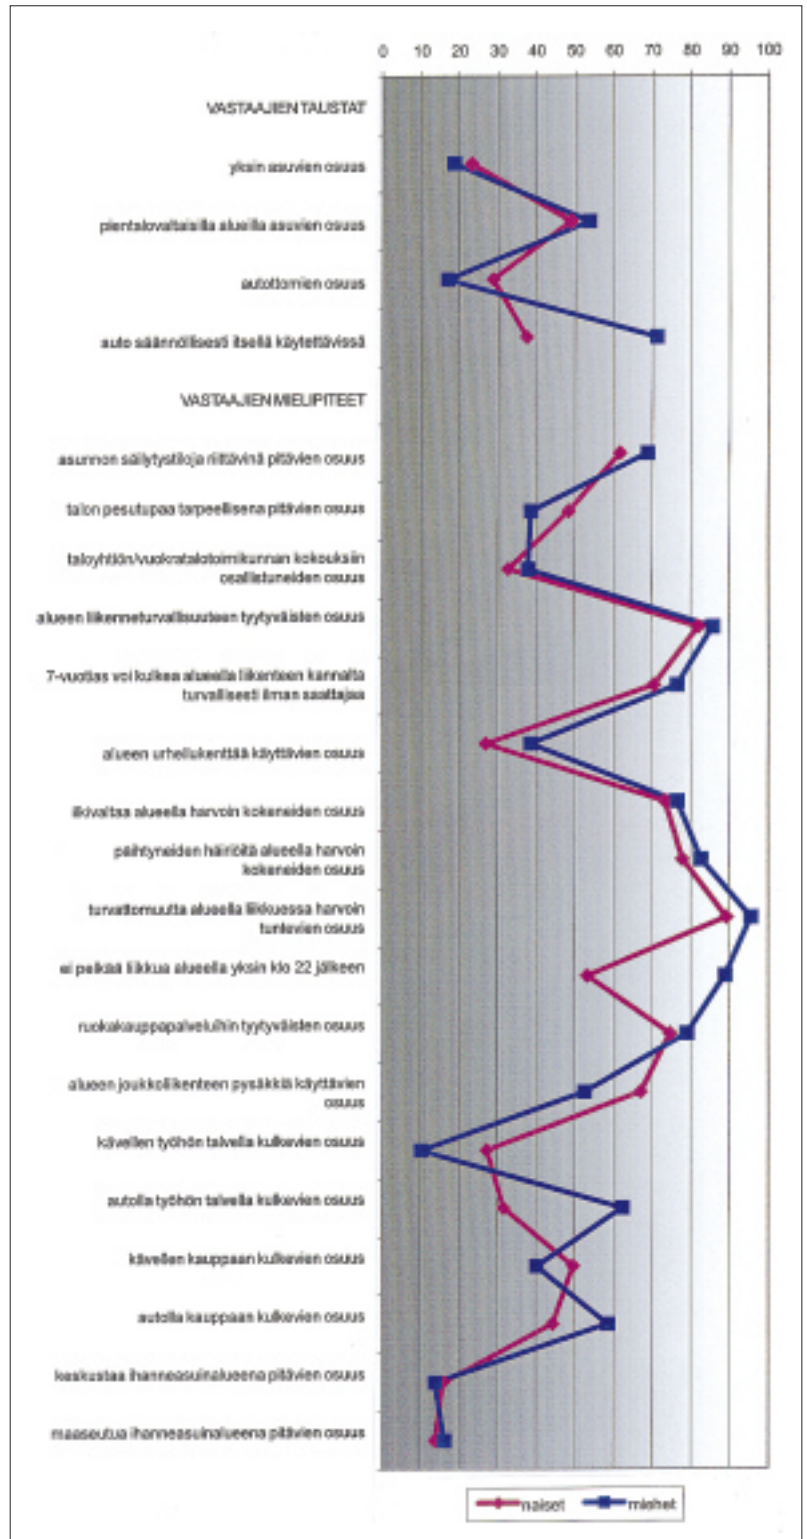 0 10 20 30 40 50 60 70 80 90 100
VASTAAJIEN TAUSTAT
yksin asuvien osuus
pientalovaltaisilla alueilla asuvien osuus
autottomien osuus
auto säännöllisesti itsellä käytettävissä
VASTAAJIEN MIELIPITEET
asunnon säilytystiloja riittävinä pitävien osuus
talon pesutupaa tarpeellisena pitävien osuus
taloyhtiön/vuokratalotoimikunnan kokouksiin
osallistuneiden osuus
alueen liikenneturvallisuuteen tyytyväisten osuus
7-vuotias voi kulkea alueella liikenteen kannalta
turvallisesti ilman saattajaa
alueen urheilukenttää käyttävien osuus
ilkivaltaa alueella harvoin kokeneiden osuus
päihtyneiden häiriöitä alueella harvoin
kokeneiden osuus
turvattomuutta alueella liikkuessa harvoin
tuntevien osuus
ei pelkää liikkua alueella yksin klo 22 jälkeen
ruokakauppapalveluihin tyytyväisten osuus
alueen joukkoliikenteen pysäkkiä käyttävien
osuus
kävellen työhön talvella kulkevien osuus
autolla työhön talvella kulkevien osuus
kävellen kauppaan kulkevien osuus
autolla kauppaan kulkevien osuus
keskustaa ihanneasuinalueena pitävien osuus
maaseutua ihanneasuinalueena pitävien osuus
naiset miehet